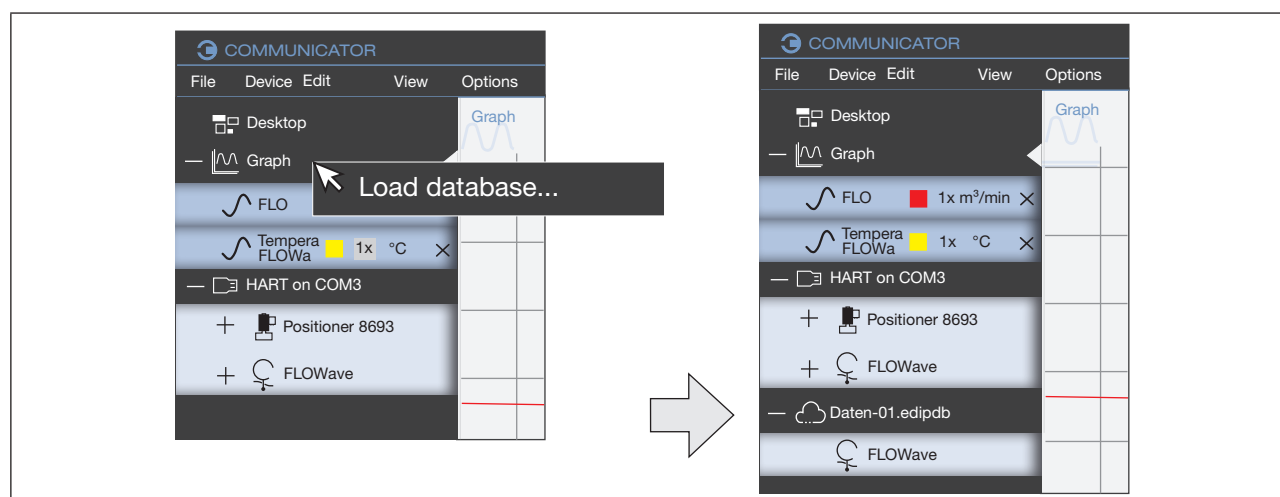 COMMUNICATOR
File Device Edit View Options
Desktop
Graph
Graph
Load database...
FLO
Tempera
FLOWa 1x °C
HART on COM3
Positioner 8693
FLOWave
COMMUNICATOR
File Device Edit View Options
Desktop
Graph
Graph
FLO 1x m³/min
Tempera
FLOWa 1x °C
HART on COM3
Positioner 8693
FLOWave
Daten-01.edipdb
FLOWave